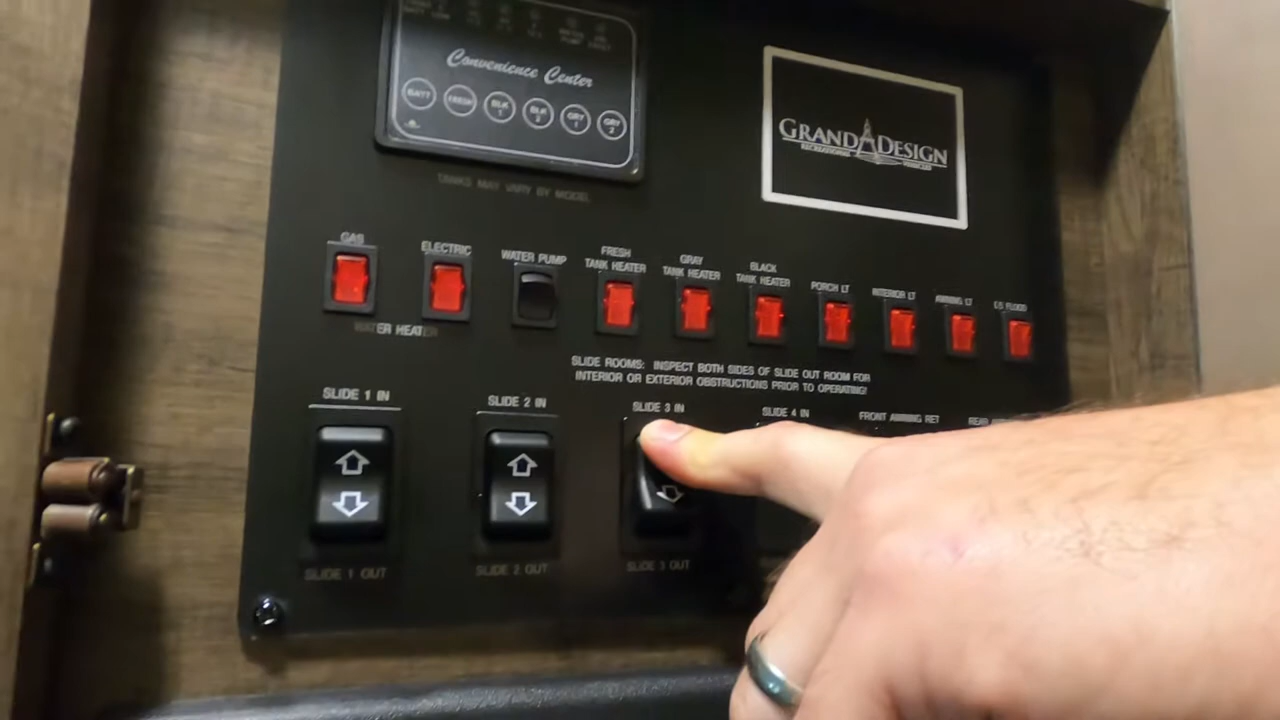 Convenience Center
BATT FRESH BLK 1 BLK 2 GRY 1 GRY 2
TANKS MAY VARY BY MODEL
GRAND DESIGN
RECREATIONAL VEHICLES
GAS
ELECTRIC
WATER PUMP
FRESH
TANK HEATER
GRAY
TANK HEATER
BLACK
TANK HEATER
PORCH LT
INTERIOR LT
AWNING LT
WATER HEATER
SLIDE ROOMS: INSPECT BOTH SIDES OF SLIDE OUT ROOM FOR
INTERIOR OR EXTERIOR OBSTRUCTIONS PRIOR TO OPERATING!
SLIDE 1 IN
SLIDE 2 IN
SLIDE 3 IN
SLIDE 4 IN
FRONT AWNING RET
REAR
SLIDE 1 OUT
SLIDE 2 OUT
SLIDE 3 OUT